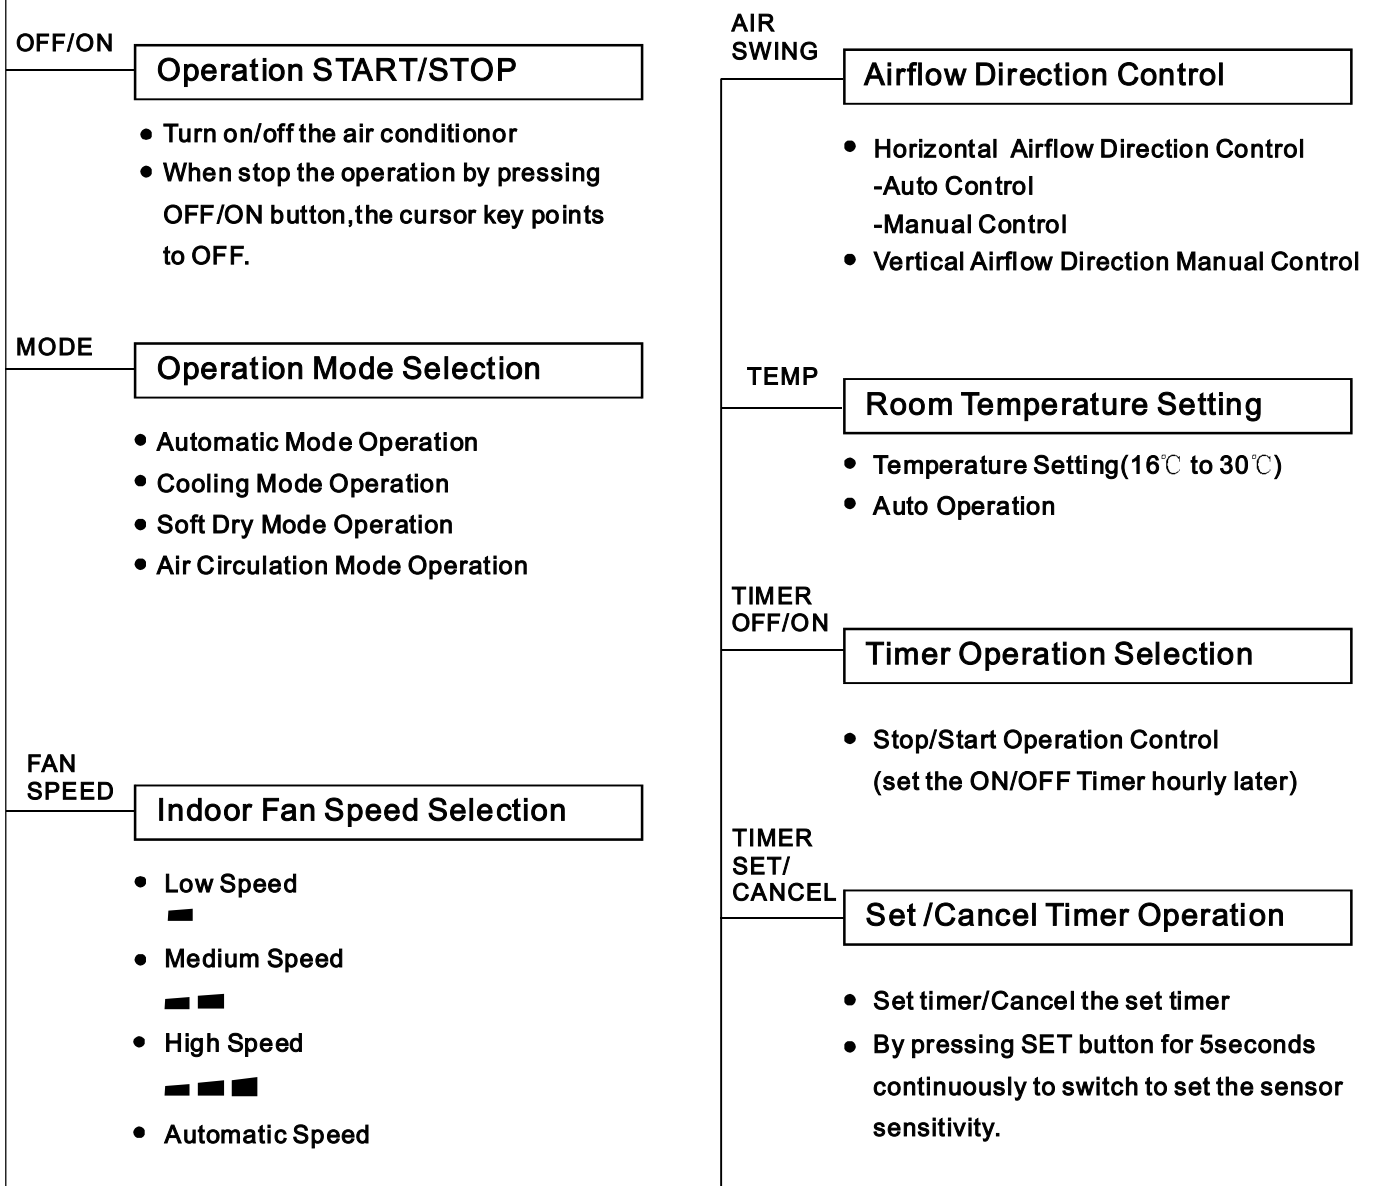 OFF/ON
Operation START/STOP
● Turn on/off the air conditionor
● When stop the operation by pressing
OFF/ON button,the cursor key points
to OFF.
MODE
Operation Mode Selection
● Automatic Mode Operation
● Cooling Mode Operation
● Soft Dry Mode Operation
● Air Circulation Mode Operation
FAN
SPEED
Indoor Fan Speed Selection
● Low Speed
● Medium Speed
● High Speed
● Automatic Speed
AIR
SWING
Airflow Direction Control
● Horizontal Airflow Direction Control
-Auto Control
-Manual Control
● Vertical Airflow Direction Manual Control
TEMP
Room Temperature Setting
● Temperature Setting(16℃ to 30℃)
● Auto Operation
TIMER
OFF/ON
Timer Operation Selection
● Stop/Start Operation Control
(set the ON/OFF Timer hourly later)
TIMER
SET/
CANCEL
Set /Cancel Timer Operation
● Set timer/Cancel the set timer
● By pressing SET button for 5seconds
continuously to switch to set the sensor
sensitivity.